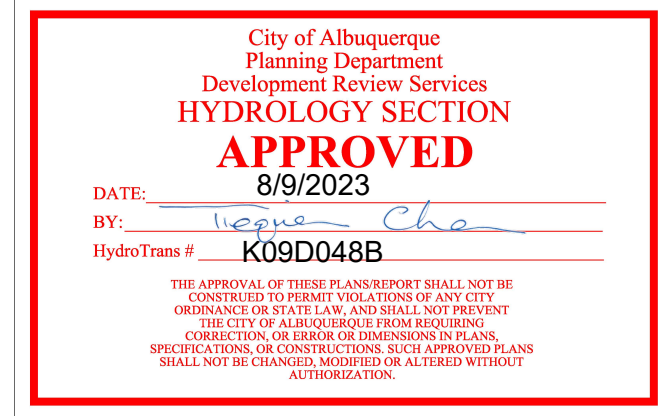 City of Albuquerque
Planning Department
Development Review Services
HYDROLOGY SECTION
APPROVED
DATE: 8/9/2023
BY:
HydroTrans # K09D048B
THE APPROVAL OF THESE PLANS/REPORT SHALL NOT BE
CONSTRUED TO PERMIT VIOLATIONS OF ANY CITY
ORDINANCE OR STATE LAW, AND SHALL NOT PREVENT
THE CITY OF ALBUQUERQUE FROM REQUIRING
CORRECTION, OR ERROR OR DIMENSIONS IN PLANS,
SPECIFICATIONS, OR CONSTRUCTIONS. SUCH APPROVED PLANS
SHALL NOT BE CHANGED, MODIFIED OR ALTERED WITHOUT
AUTHORIZATION.